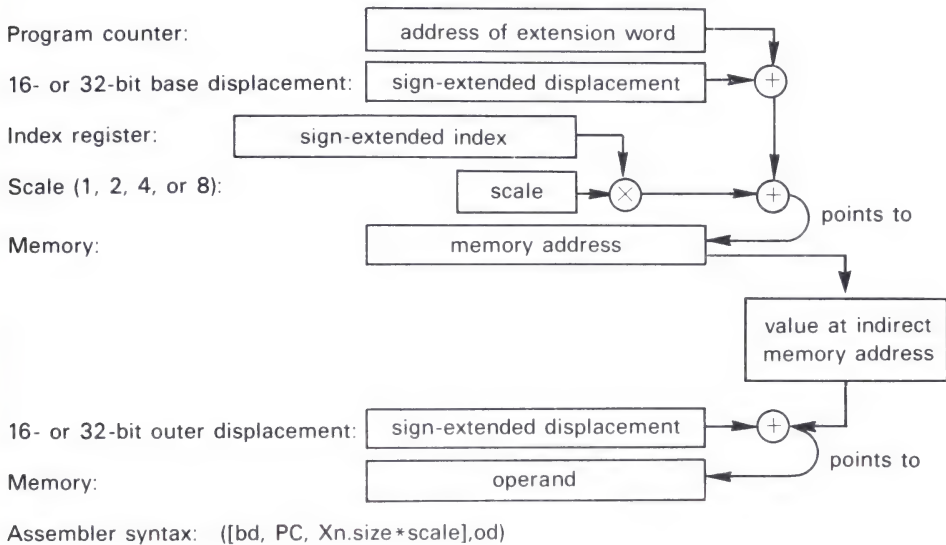 Program counter: address of extension word
16- or 32-bit base displacement: sign-extended displacement
Index register: sign-extended index
Scale (1, 2, 4, or 8): scale
points to
Memory: memory address
value at indirect
memory address
16- or 32-bit outer displacement: sign-extended displacement
points to
Memory: operand
Assembler syntax: ([bd, PC, Xn.size*scale],od)